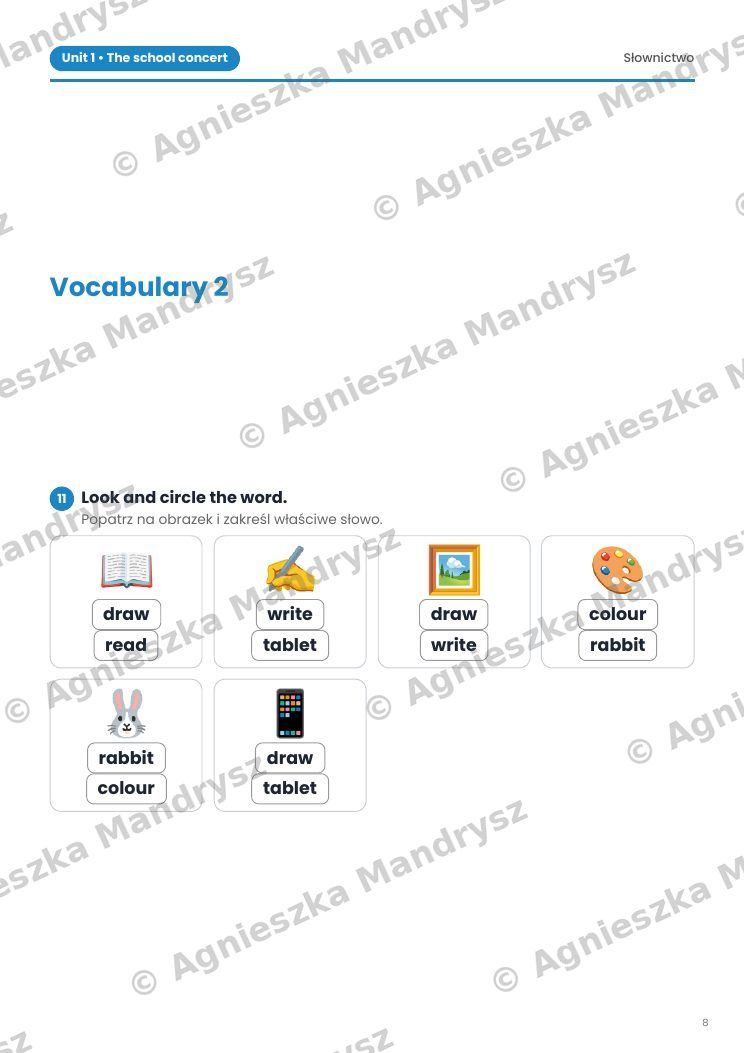 Unit 1 • The school concert
Słownictwo
Vocabulary 2
11 Look and circle the word.
Popatrz na obrazek i zakreśl właściwe słowo.
draw
read
write
tablet
draw
write
colour
rabbit
rabbit
colour
draw
tablet
8
© Agnieszka Mandrysz